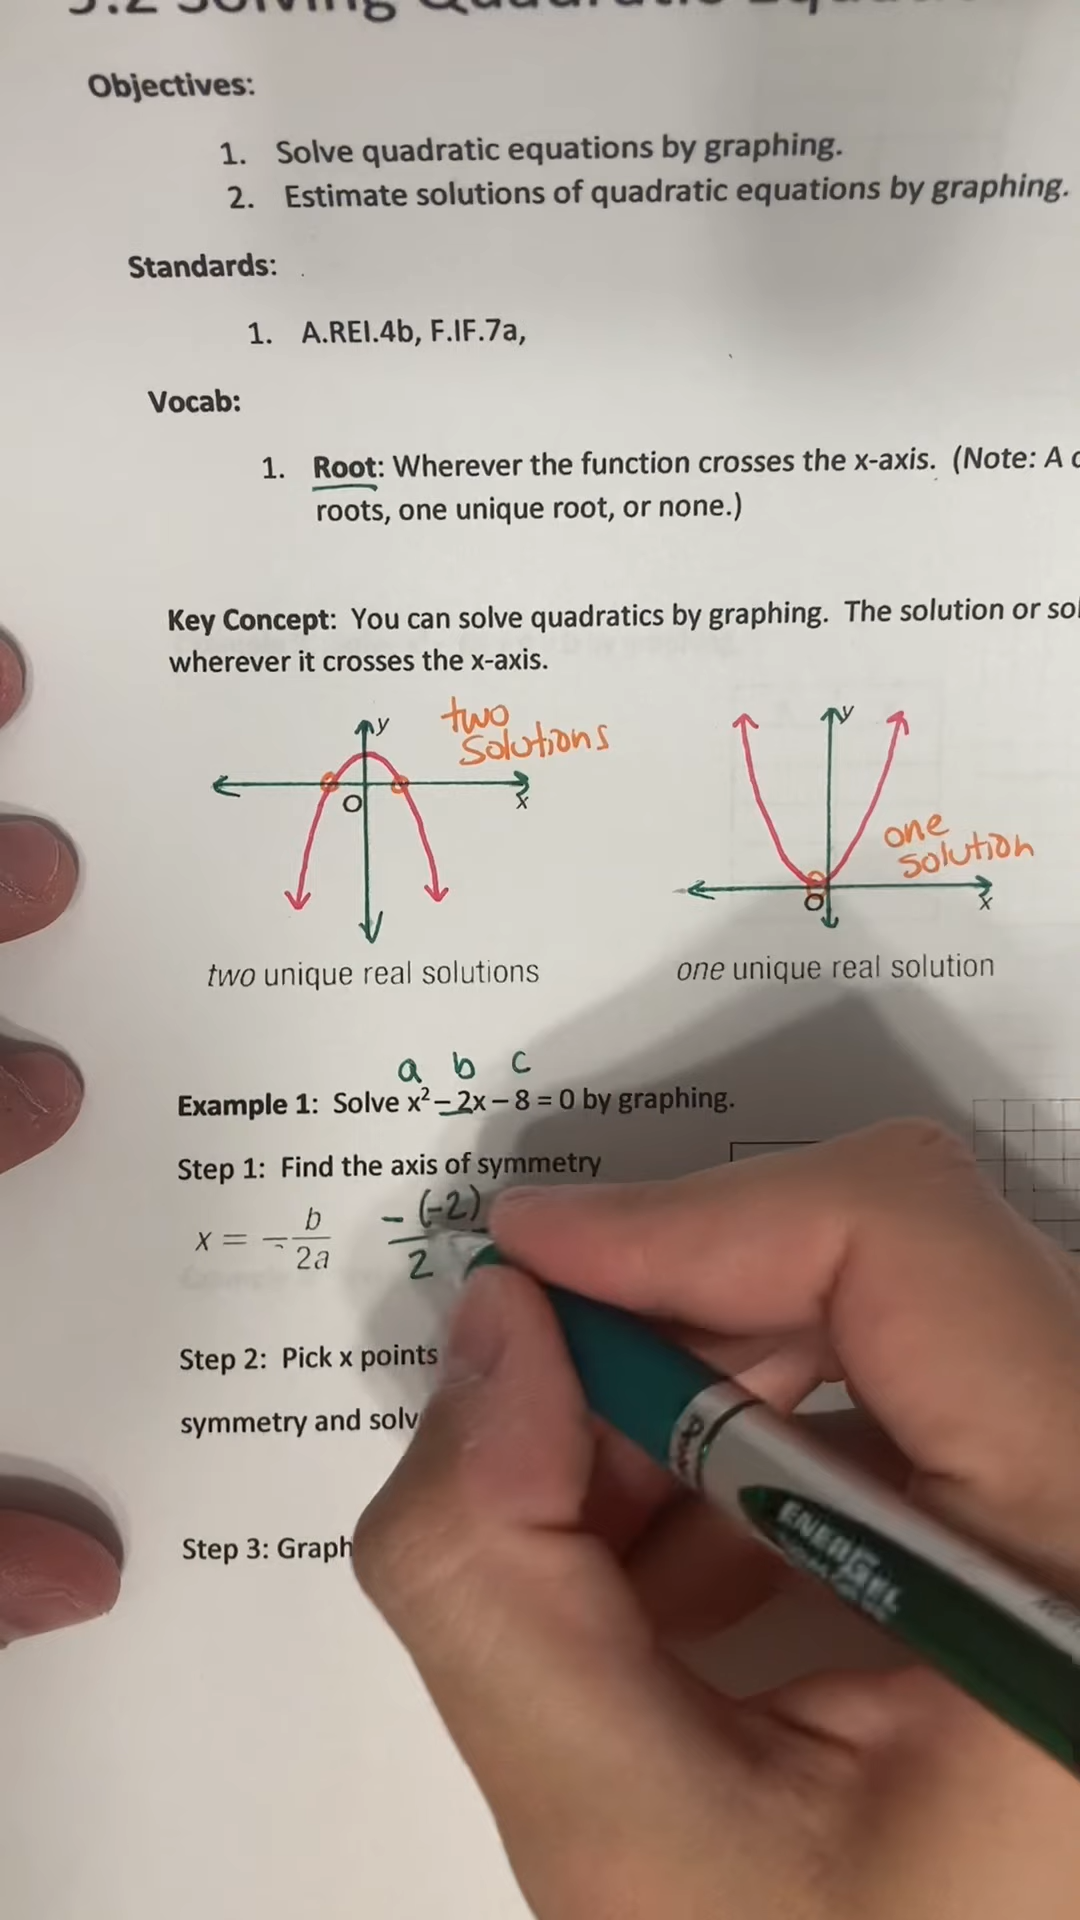 Objectives:
1. Solve quadratic equations by graphing.
2. Estimate solutions of quadratic equations by graphing.
Standards:
1. A.REI.4b, F.IF.7a,
Vocab:
1. Root: Wherever the function crosses the x-axis. (Note: A
roots, one unique root, or none.)
Key Concept: You can solve quadratics by graphing. The solution or
wherever it crosses the x-axis.
y
two
solutions
O
x
y
one
solution
O
x
two unique real solutions
one unique real solution
a b c
Example 1: Solve x² – 2x – 8 = 0 by graphing.
Step 1: Find the axis of symmetry
x = - b/2a
-(-2)/2
Step 2: Pick x points
symmetry and
Step 3: Graph
ENERGEL